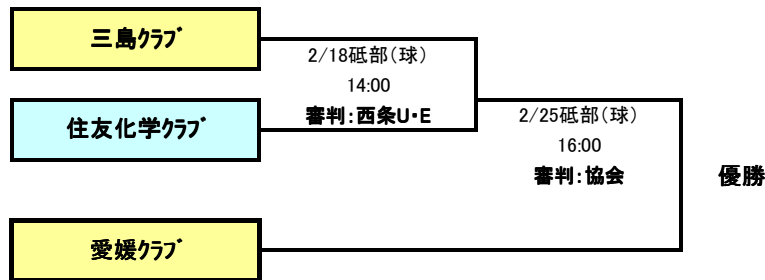 三島ｸﾗﾌﾞ
2/18砥部（球）
14:00
審判：西条U・E
住友化学ｸﾗﾌﾞ
2/25砥部（球）
16:00
審判：協会
優勝
愛媛ｸﾗﾌﾞ